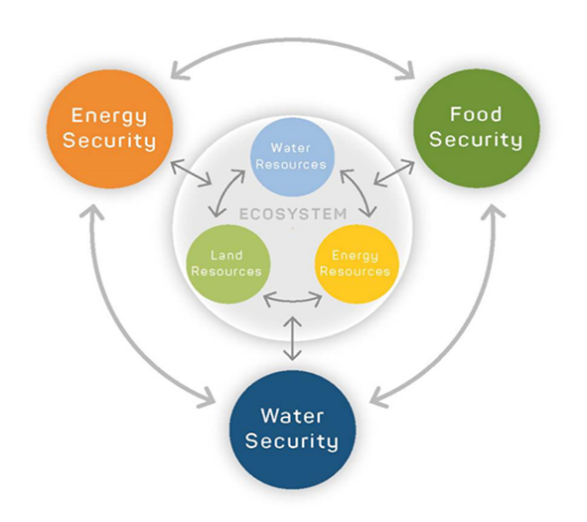 Energy
Security
Food
Security
Water
Resources
ECOSYSTEM
Land
Resources
Energy
Resources
Water
Security